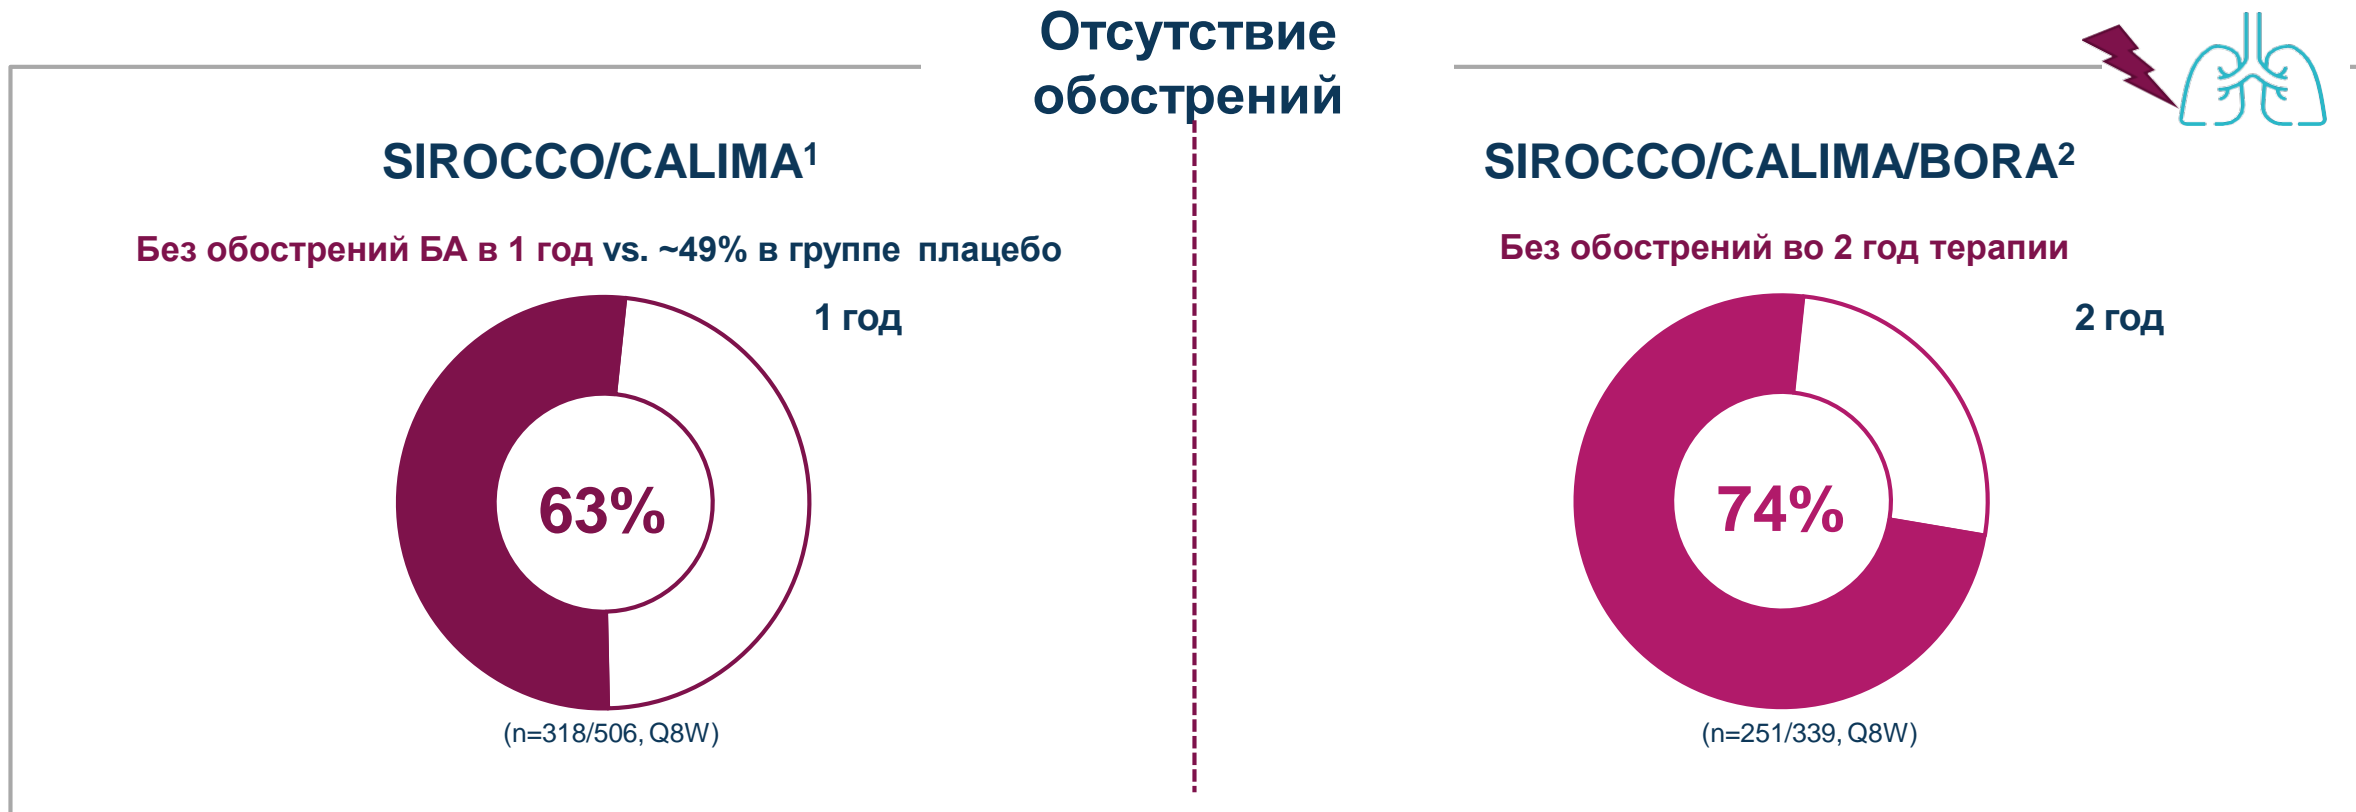 Отсутствие
обострений
SIROCCO/CALIMA¹
Без обострений БА в 1 год vs. ~49% в группе плацебо
1 год
63%
(n=318/506, Q8W)
SIROCCO/CALIMA/BORA²
Без обострений во 2 год терапии
2 год
74%
(n=251/339, Q8W)